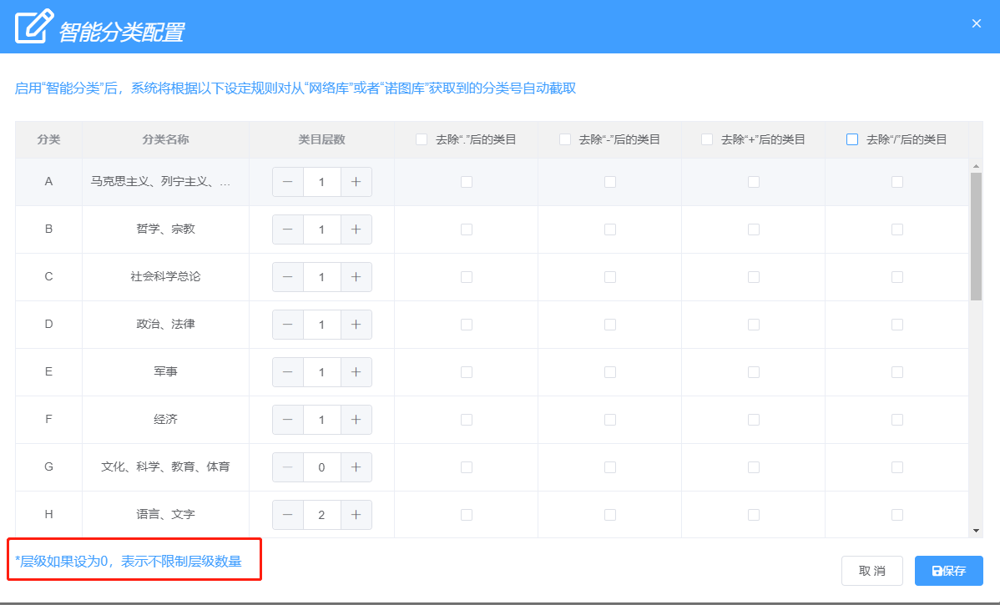 智能分类配置
启用“智能分类”后，系统将根据以下设定规则对从“网络库”或者“诺图库”获取到的分类号自动截取
分类 分类名称 类目层数 去除“.”后的类目 去除“-”后的类目 去除“+”后的类目 去除“/”后的类目
A 马克思主义、列宁主义、… 1
B 哲学、宗教 1
C 社会科学总论 1
D 政治、法律 1
E 军事 1
F 经济 1
G 文化、科学、教育、体育 0
H 语言、文字 2
*层级如果设为0，表示不限制层级数量
取 消 保存